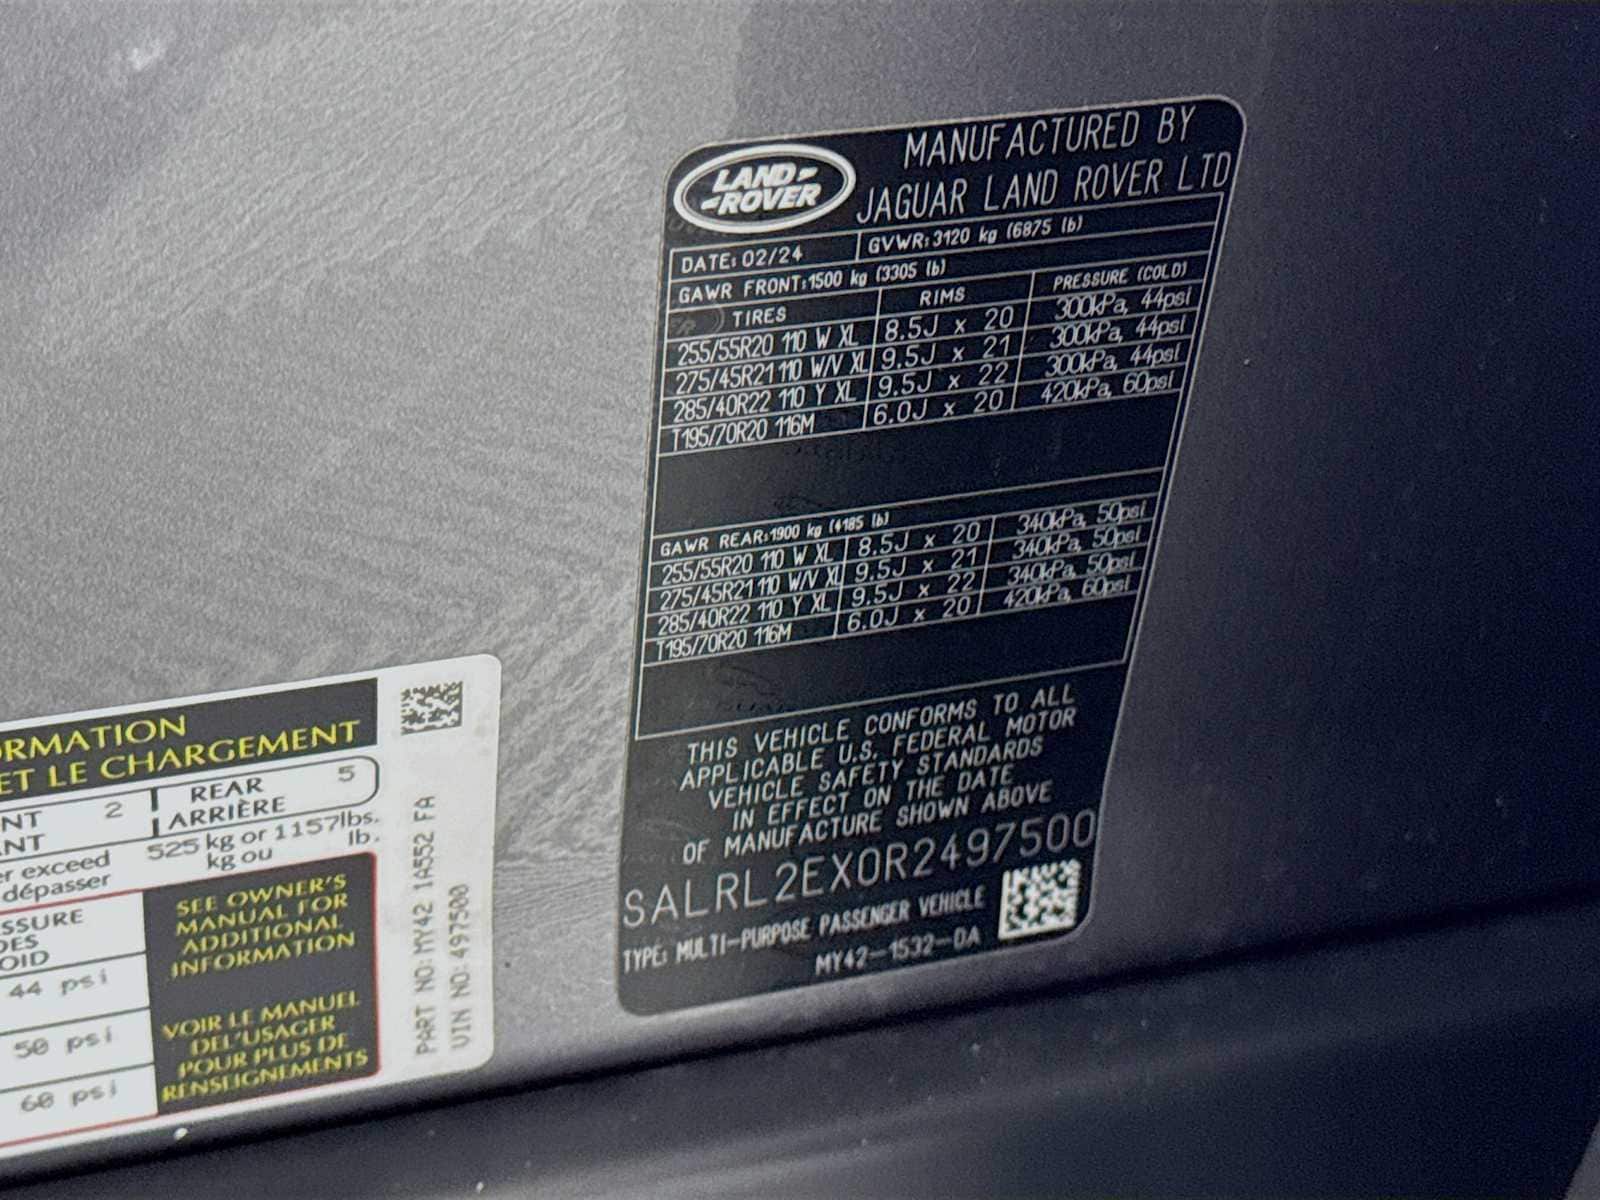 LAND-
-ROVER
MANUFACTURED BY
JAGUAR LAND ROVER LTD
DATE: 02/24 GVWR: 3120 kg (6875 lb)
GAWR FRONT: 1500 kg (3305 lb)
TIRES RIMS PRESSURE (COLD)
255/55R20 110 W XL 8.5J x 20 300kPa, 44psi
275/45R21 110 W/V XL 9.5J x 21 300kPa, 44psi
285/40R22 110 Y XL 9.5J x 22 300kPa, 44psi
T195/70R20 116M 6.0J x 20 420kPa, 60psi
GAWR REAR: 1900 kg (4185 lb)
255/55R20 110 W XL 8.5J x 20 340kPa, 50psi
275/45R21 110 W/V XL 9.5J x 21 340kPa, 50psi
285/40R22 110 Y XL 9.5J x 22 340kPa, 50psi
T195/70R20 116M 6.0J x 20 420kPa, 60psi
THIS VEHICLE CONFORMS TO ALL
APPLICABLE U.S. FEDERAL MOTOR
VEHICLE SAFETY STANDARDS
IN EFFECT ON THE DATE
OF MANUFACTURE SHOWN ABOVE
SALRL2EX0R2497500
TYPE: MULTI-PURPOSE PASSENGER VEHICLE
MY42-1532-DA
ORMATION
ET LE CHARGEMENT
NT 2 REAR 5
ANT ARRIÈRE
er exceed 525 kg or 1157lbs.
dépasser kg ou lb.
SSURE
DES
OID
44 psi
50 psi
60 psi
SEE OWNER'S
MANUAL FOR
ADDITIONAL
INFORMATION
VOIR LE MANUEL
DEL'USAGER
POUR PLUS DE
RENSEIGNEMENTS
PART NO: MY42 1A552 FA
VIN NO: 497500